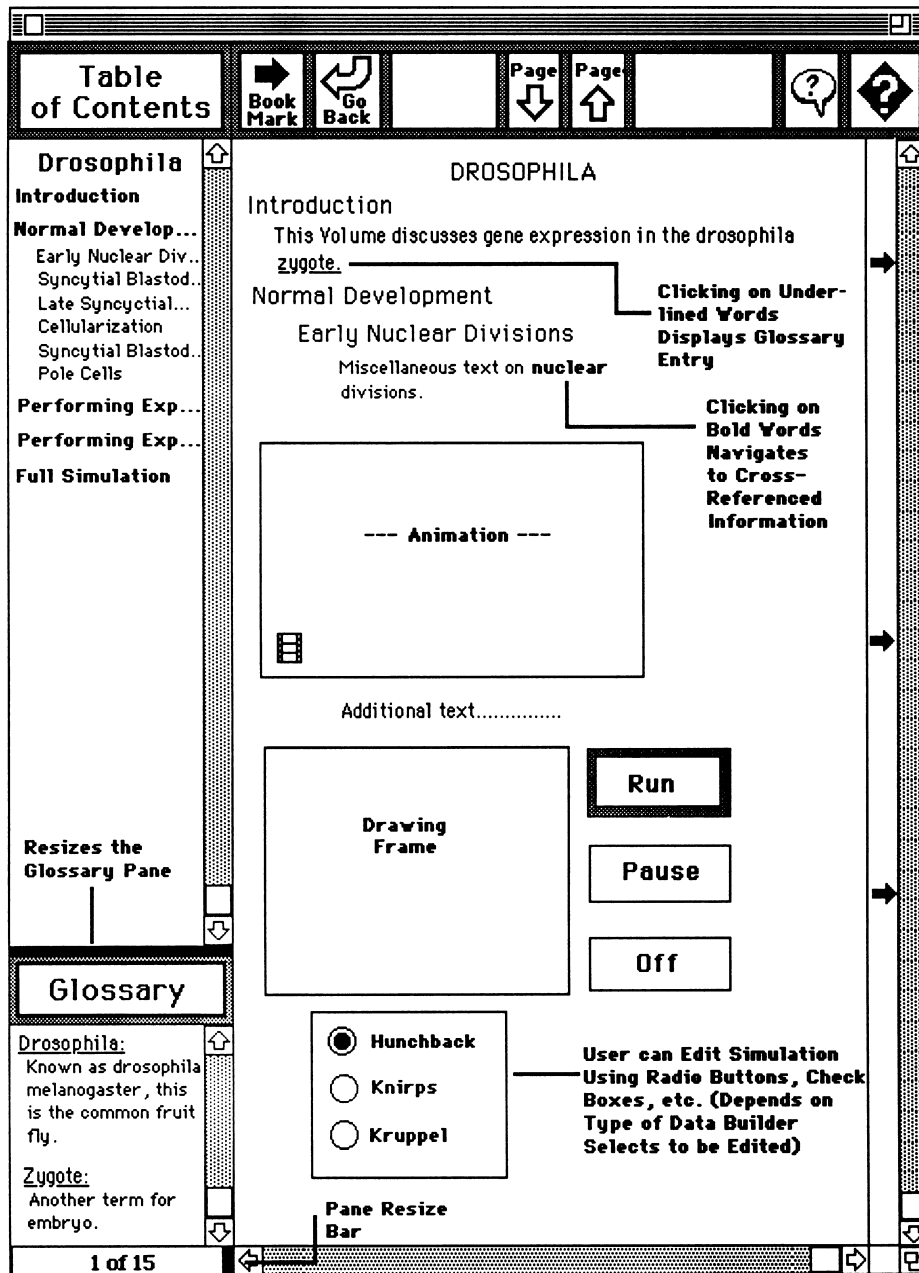 Table
of Contents
Book
Mark
Go
Back
Page
Page
?
?
Drosophila
Introduction
Normal Develop...
Early Nuclear Div..
Syncytial Blastod..
Late Syncyctial...
Cellularization
Syncytial Blastod..
Pole Cells
Performing Exp...
Performing Exp...
Full Simulation
Resizes the
Glossary Pane
Glossary
Drosophila:
Known as drosophila
melanogaster, this
is the common fruit
fly.
Zygote:
Another term for
embryo.
1 of 15
DROSOPHILA
Introduction
This Volume discusses gene expression in the drosophila
zygote.
Clicking on Under-
lined Words
Displays Glossary
Entry
Normal Development
Early Nuclear Divisions
Miscellaneous text on nuclear
divisions.
Clicking on
Bold Words
Navigates
to Cross-
Referenced
Information
--- Animation ---
Additional text...............
Drawing
Frame
Run
Pause
Off
Hunchback
Knirps
Kruppel
User can Edit Simulation
Using Radio Buttons, Check
Boxes, etc. (Depends on
Type of Data Builder
Selects to be Edited)
Pane Resize
Bar